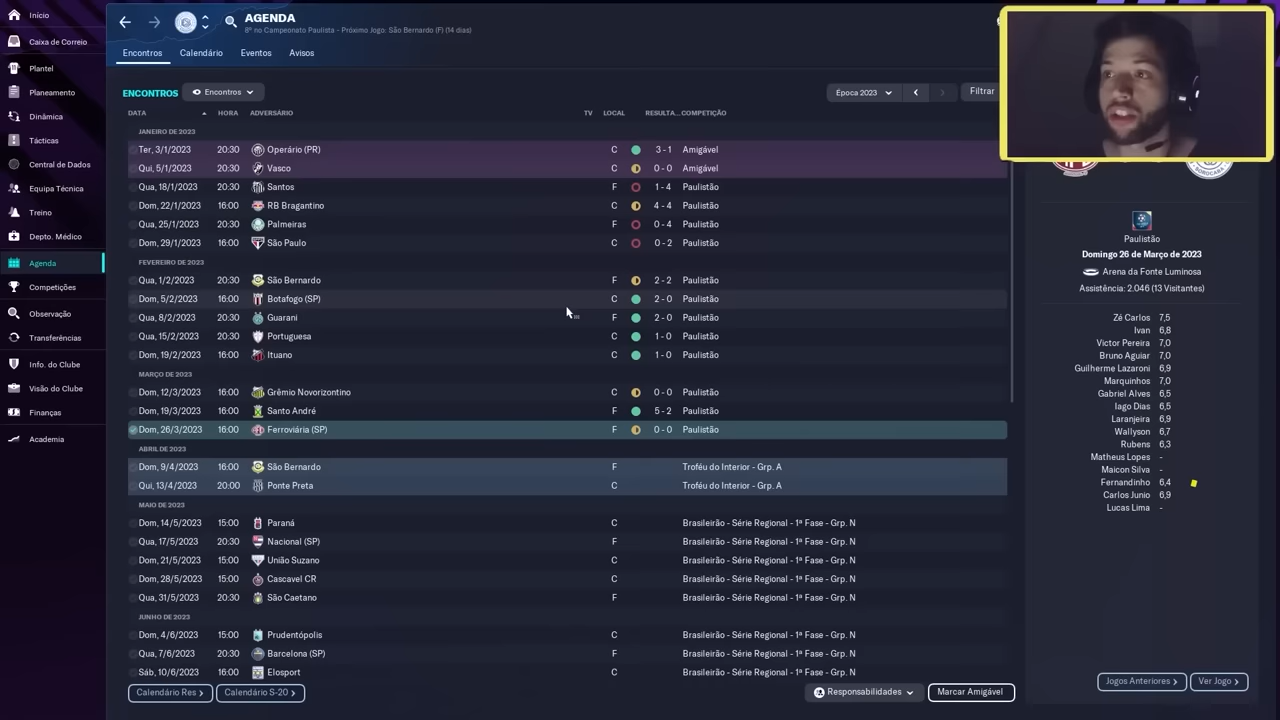 Início
Caixa de Correio
Plantel
Planeamento
Dinâmica
Tácticas
Central de Dados
Equipa Técnica
Treino
Depto. Médico
Agenda
Competições
Observação
Transferências
Info. do Clube
Visão do Clube
Finanças
Academia
AGENDA
8º no Campeonato Paulista - Próximo Jogo: São Bernardo (F) (14 dias)
Encontros Calendário Eventos Avisos
ENCONTROS Encontros Época 2023 Filtrar
DATA HORA ADVERSÁRIO TV LOCAL RESULTA... COMPETIÇÃO
JANEIRO DE 2023
Ter, 3/1/2023 20:30 Operário (PR) C 3 - 1 Amigável
Qui, 5/1/2023 20:30 Vasco C 0 - 0 Amigável
Qua, 18/1/2023 20:30 Santos F 1 - 4 Paulistão
Dom, 22/1/2023 16:00 RB Bragantino C 4 - 4 Paulistão
Qua, 25/1/2023 20:30 Palmeiras F 0 - 4 Paulistão
Dom, 29/1/2023 16:00 São Paulo C 0 - 2 Paulistão
FEVEREIRO DE 2023
Qua, 1/2/2023 20:30 São Bernardo F 2 - 2 Paulistão
Dom, 5/2/2023 16:00 Botafogo (SP) C 2 - 0 Paulistão
Qua, 8/2/2023 20:30 Guarani F 2 - 0 Paulistão
Qua, 15/2/2023 20:30 Portuguesa C 1 - 0 Paulistão
Dom, 19/2/2023 16:00 Ituano C 1 - 0 Paulistão
MARÇO DE 2023
Dom, 12/3/2023 16:00 Grêmio Novorizontino C 0 - 0 Paulistão
Dom, 19/3/2023 16:00 Santo André F 5 - 2 Paulistão
Dom, 26/3/2023 16:00 Ferroviária (SP) F 0 - 0 Paulistão
ABRIL DE 2023
Dom, 9/4/2023 16:00 São Bernardo F Troféu do Interior - Grp. A
Qui, 13/4/2023 20:00 Ponte Preta C Troféu do Interior - Grp. A
MAIO DE 2023
Dom, 14/5/2023 15:00 Paraná C Brasileirão - Série Regional - 1ª Fase - Grp. N
Qua, 17/5/2023 20:30 Nacional (SP) F Brasileirão - Série Regional - 1ª Fase - Grp. N
Dom, 21/5/2023 15:00 União Suzano C Brasileirão - Série Regional - 1ª Fase - Grp. N
Dom, 28/5/2023 15:00 Cascavel CR C Brasileirão - Série Regional - 1ª Fase - Grp. N
Qua, 31/5/2023 20:30 São Caetano F Brasileirão - Série Regional - 1ª Fase - Grp. N
JUNHO DE 2023
Dom, 4/6/2023 15:00 Prudentópolis C Brasileirão - Série Regional - 1ª Fase - Grp. N
Qua, 7/6/2023 20:30 Barcelona (SP) F Brasileirão - Série Regional - 1ª Fase - Grp. N
Sáb, 10/6/2023 16:00 Elosport C Brasileirão - Série Regional - 1ª Fase - Grp. N
Calendário Res Calendário S-20 Responsabilidades Marcar Amigável
SOROCABA
Paulistão
Domingo 26 de Março de 2023
Arena da Fonte Luminosa
Assistência: 2.046 (13 Visitantes)
Zé Carlos 7,5
Ivan 6,8
Victor Pereira 7,0
Bruno Aguiar 7,0
Guilherme Lazaroni 6,9
Marquinhos 7,0
Gabriel Alves 6,5
Iago Dias 6,5
Laranjeira 6,9
Wallyson 6,7
Rubens 6,3
Matheus Lopes -
Maicon Silva -
Fernandinho 6,4
Carlos Junio 6,9
Lucas Lima -
Jogos Anteriores Ver Jogo